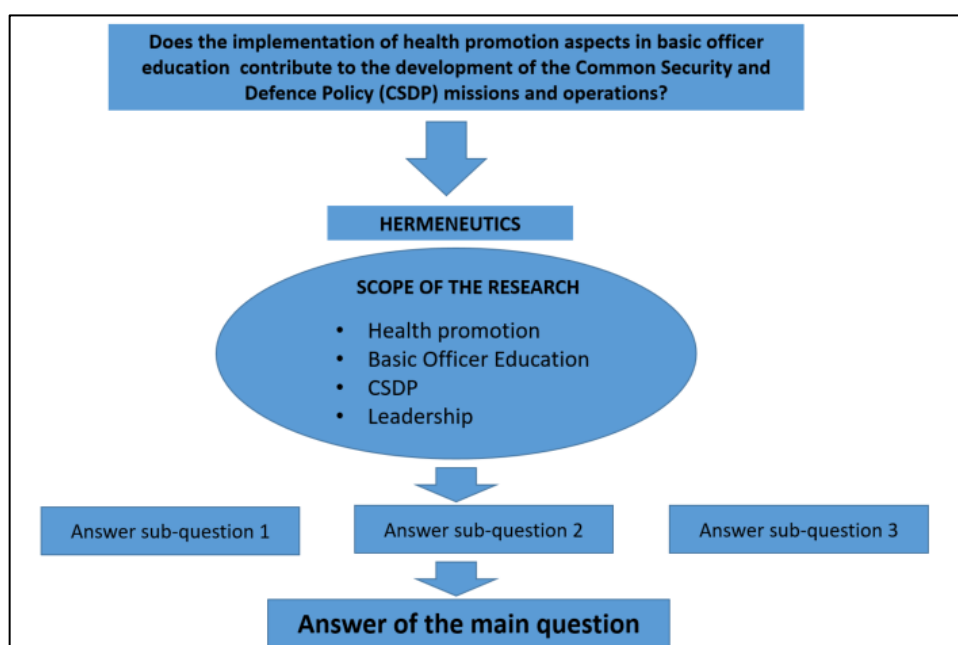 Does the implementation of health promotion aspects in basic officer
education contribute to the development of the Common Security and
Defence Policy (CSDP) missions and operations?
HERMENEUTICS
SCOPE OF THE RESEARCH
• Health promotion
• Basic Officer Education
• CSDP
• Leadership
Answer sub-question 1
Answer sub-question 2
Answer sub-question 3
Answer of the main question